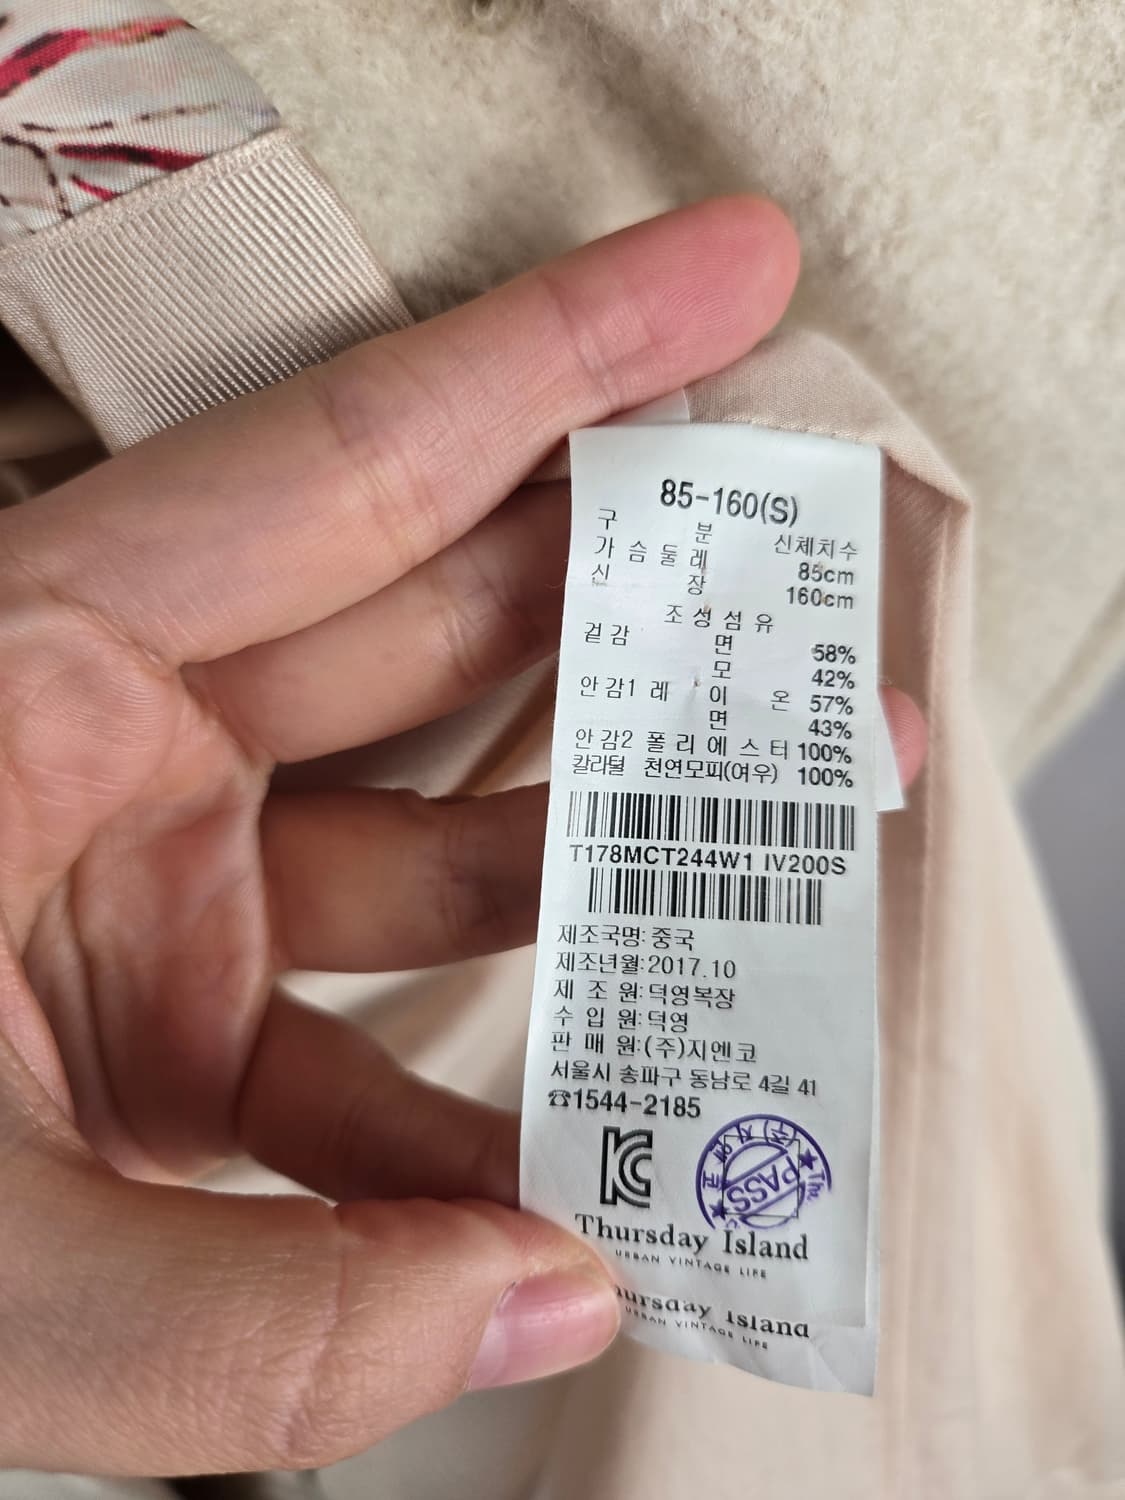 85-160(S)
구 분 신체치수
가슴둘레 85cm
신 장 160cm
조성섬유
겉감 면 58%
모 42%
안감1 레 이 온 57%
면 43%
안감2 폴리에스터 100%
칼라털 천연모피(여우) 100%
T178MCT244W1 IV200S
제조국명:중국
제조년월:2017.10
제 조 원:덕영복장
수 입 원:덕영
판 매 원:(주)지엔코
서울시 송파구 동남로 4길 41
☎1544-2185
KC
(주)지엔코
PASS
Thursday Island
URBAN VINTAGE LIFE
Island
URBAN VINTAGE LIFE